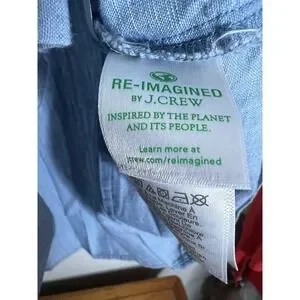 RE-IMAGINED
BY J.CREW
INSPIRED BY THE PLANET
AND ITS PEOPLE.
Learn more at
jcrew.com/reimagined